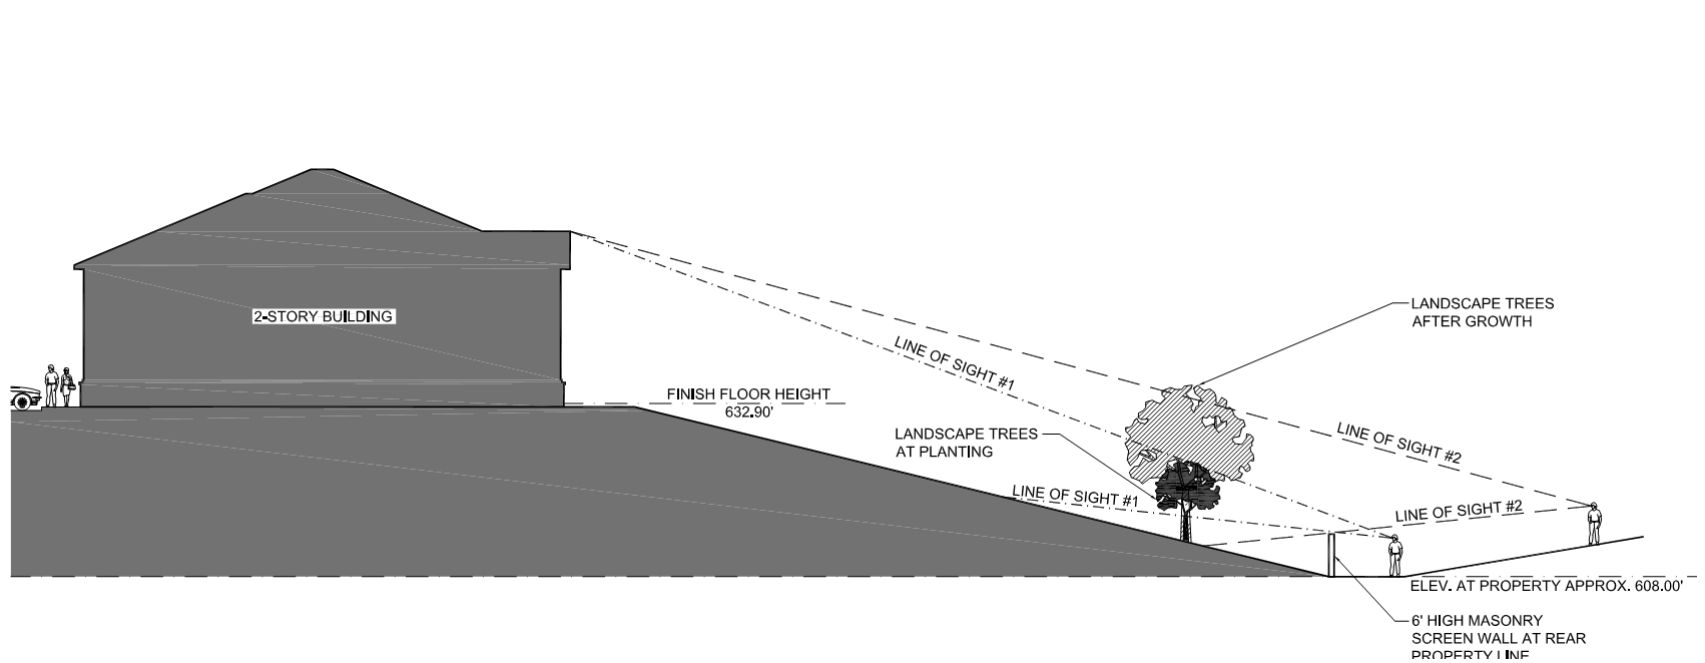 2-STORY BUILDING
FINISH FLOOR HEIGHT
632.90'
LINE OF SIGHT #1
LANDSCAPE TREES
AFTER GROWTH
LANDSCAPE TREES
AT PLANTING
LINE OF SIGHT #2
LINE OF SIGHT #1
LINE OF SIGHT #2
ELEV. AT PROPERTY APPROX. 608.00'
6' HIGH MASONRY
SCREEN WALL AT REAR
PROPERTY LINE